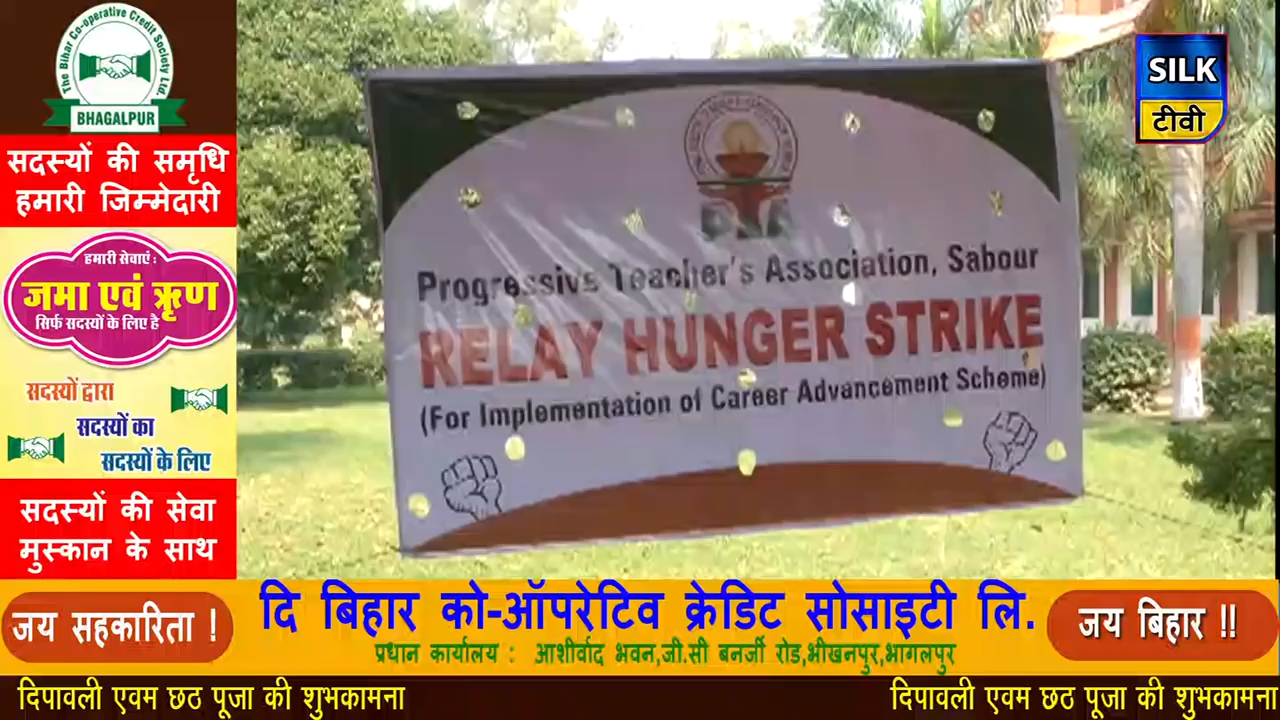 The Bihar Co-operative Credit Society Ltd.
BHAGALPUR
सदस्यों की समृधि
हमारी जिम्मेदारी
हमारी सेवाएं :
जमा एवं ऋण
सिर्फ सदस्यों के लिए है
सदस्यों द्वारा
सदस्यों का
सदस्यों के लिए
सदस्यों की सेवा
मुस्कान के साथ
SILK
टीवी
Progressive Teacher's Association, Sabour
RELAY HUNGER STRIKE
(For Implementation of Career Advancement Scheme)
जय सहकारिता !
दि बिहार को-ऑपरेटिव क्रेडिट सोसाइटी लि.
प्रधान कार्यालय : आशीर्वाद भवन,जी.सी बनर्जी रोड,भीखनपुर,भागलपुर
जय बिहार !!
दिपावली एवम छठ पूजा की शुभकामना
दिपावली एवम छठ पूजा की शुभकामना